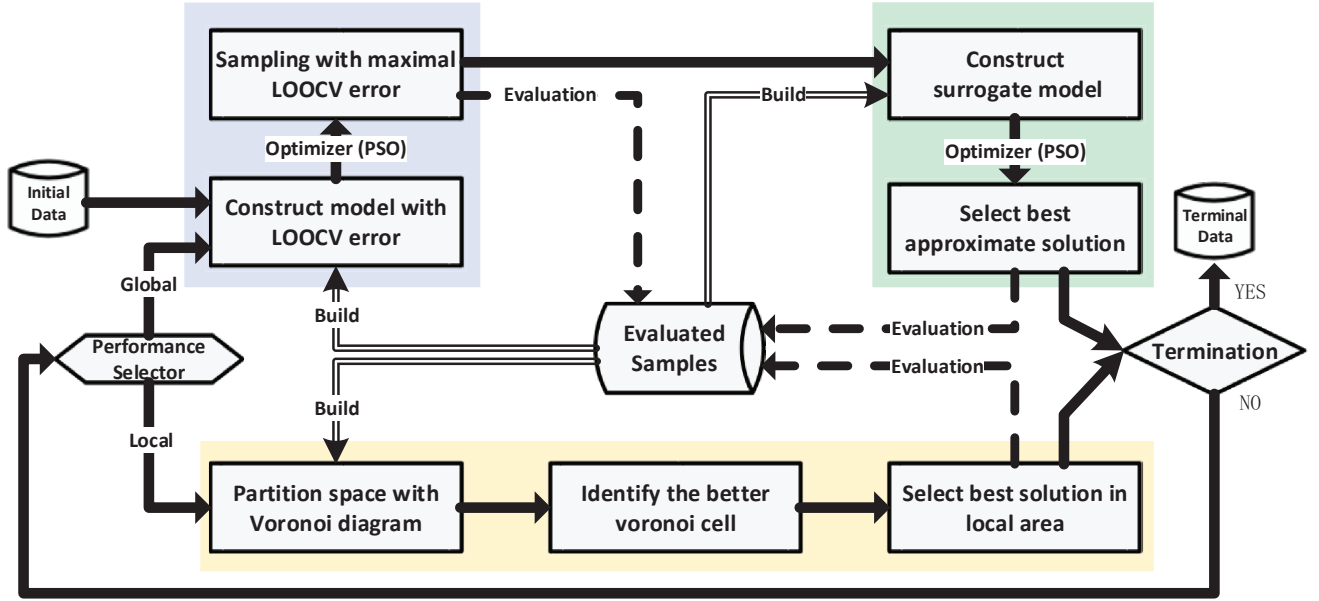 Sampling with maximal
LOOCV error
Construct
surrogate model
Evaluation
Build
Optimizer (PSO)
Optimizer (PSO)
Initial
Data
Construct model with
LOOCV error
Select best
approximate solution
Terminal
Data
Global
YES
Build
Evaluated
Samples
Evaluation
Performance
Selector
Termination
Evaluation
NO
Build
Local
Partition space with
Voronoi diagram
Identify the better
voronoi cell
Select best solution in
local area